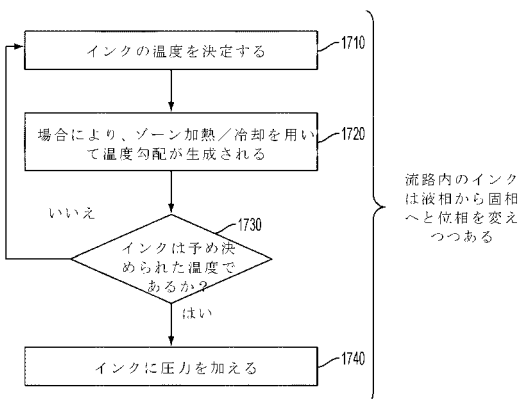 インクの温度を決定する
1710
場合により、ゾーン加熱／冷却を用い
て温度勾配が生成される
1720
流路内のインク
は液相から固相
へと位相を変え
つつある
いいえ
1730
インクは予め決
められた温度で
あるか？
はい
インクに圧力を加える
1740